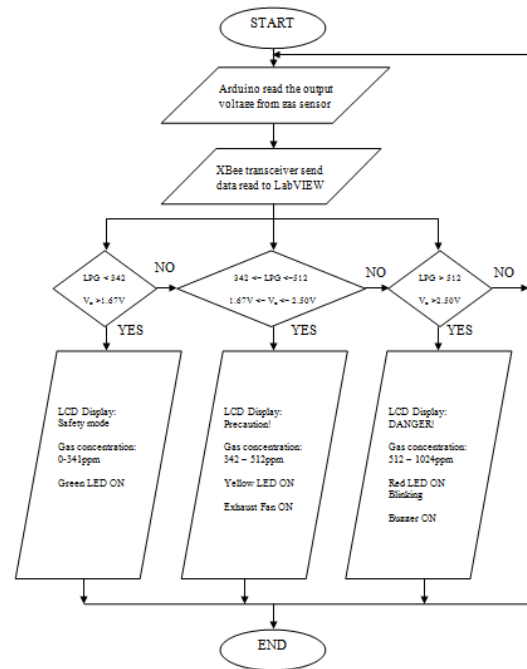 START
Arduino read the output
voltage from gas sensor
XBee transceiver send
data read to LabVIEW
LPG < 342
Vo >1.67V
NO
YES
342 <= LPG <=512
1.67V <= Vo <= 2.50V
NO
YES
LPG > 512
Vo >2.50V
NO
YES
LCD Display:
Safety mode
Gas concentration:
0-341ppm
Green LED ON
LCD Display:
Precaution!
Gas concentration:
342 – 512ppm
Yellow LED ON
Exhaust Fan ON
LCD Display:
DANGER!
Gas concentration:
512 – 1024ppm
Red LED ON
Blinking
Buzzer ON
END